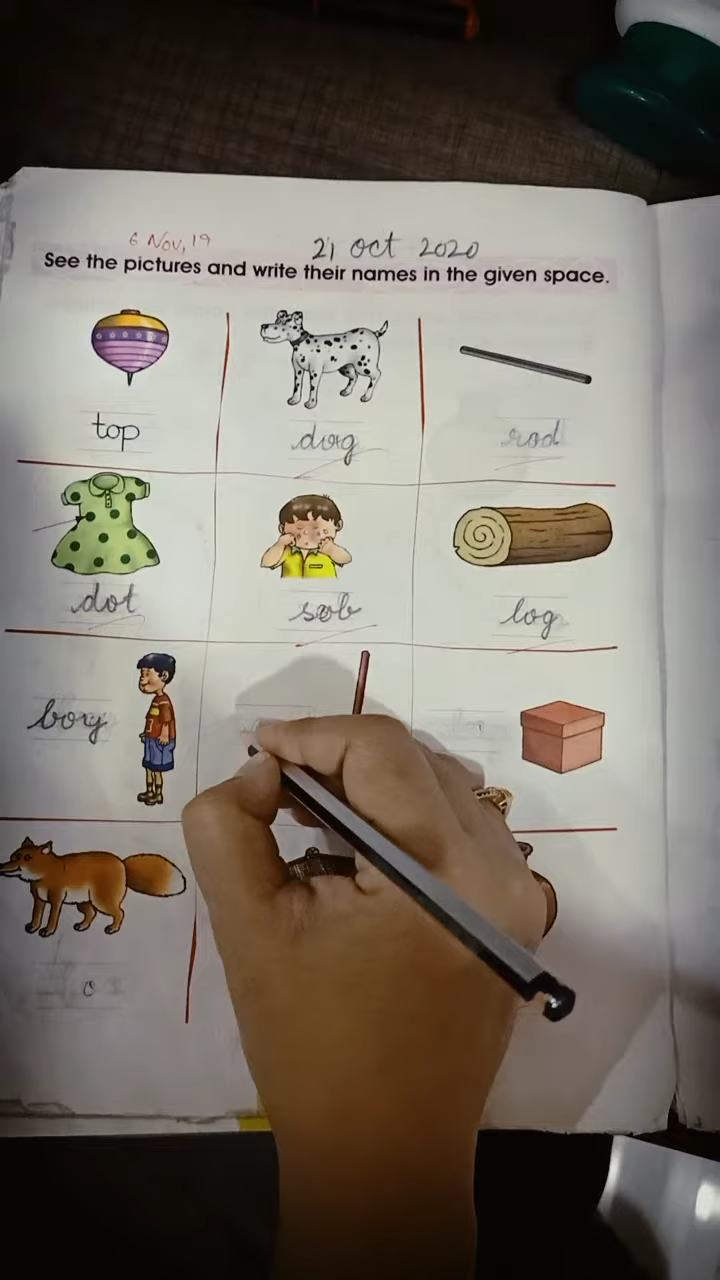 6 Nov, 19
21 oct 2020
See the pictures and write their names in the given space.
top
dog
rod
dot
sob
log
boy
o